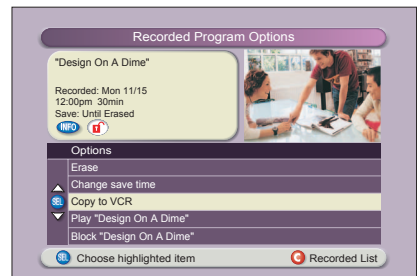 Recorded Program Options
"Design On A Dime"
Recorded: Mon 11/15
12:00pm 30min
Save: Until Erased
INFO
Options
Erase
Change save time
SEL Copy to VCR
Play "Design On A Dime"
Block "Design On A Dime"
SEL Choose highlighted item C Recorded List